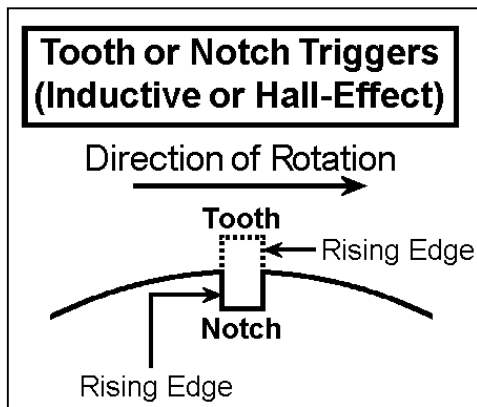 Tooth or Notch Triggers
(Inductive or Hall-Effect)
Direction of Rotation
Tooth
Rising Edge
Notch
Rising Edge